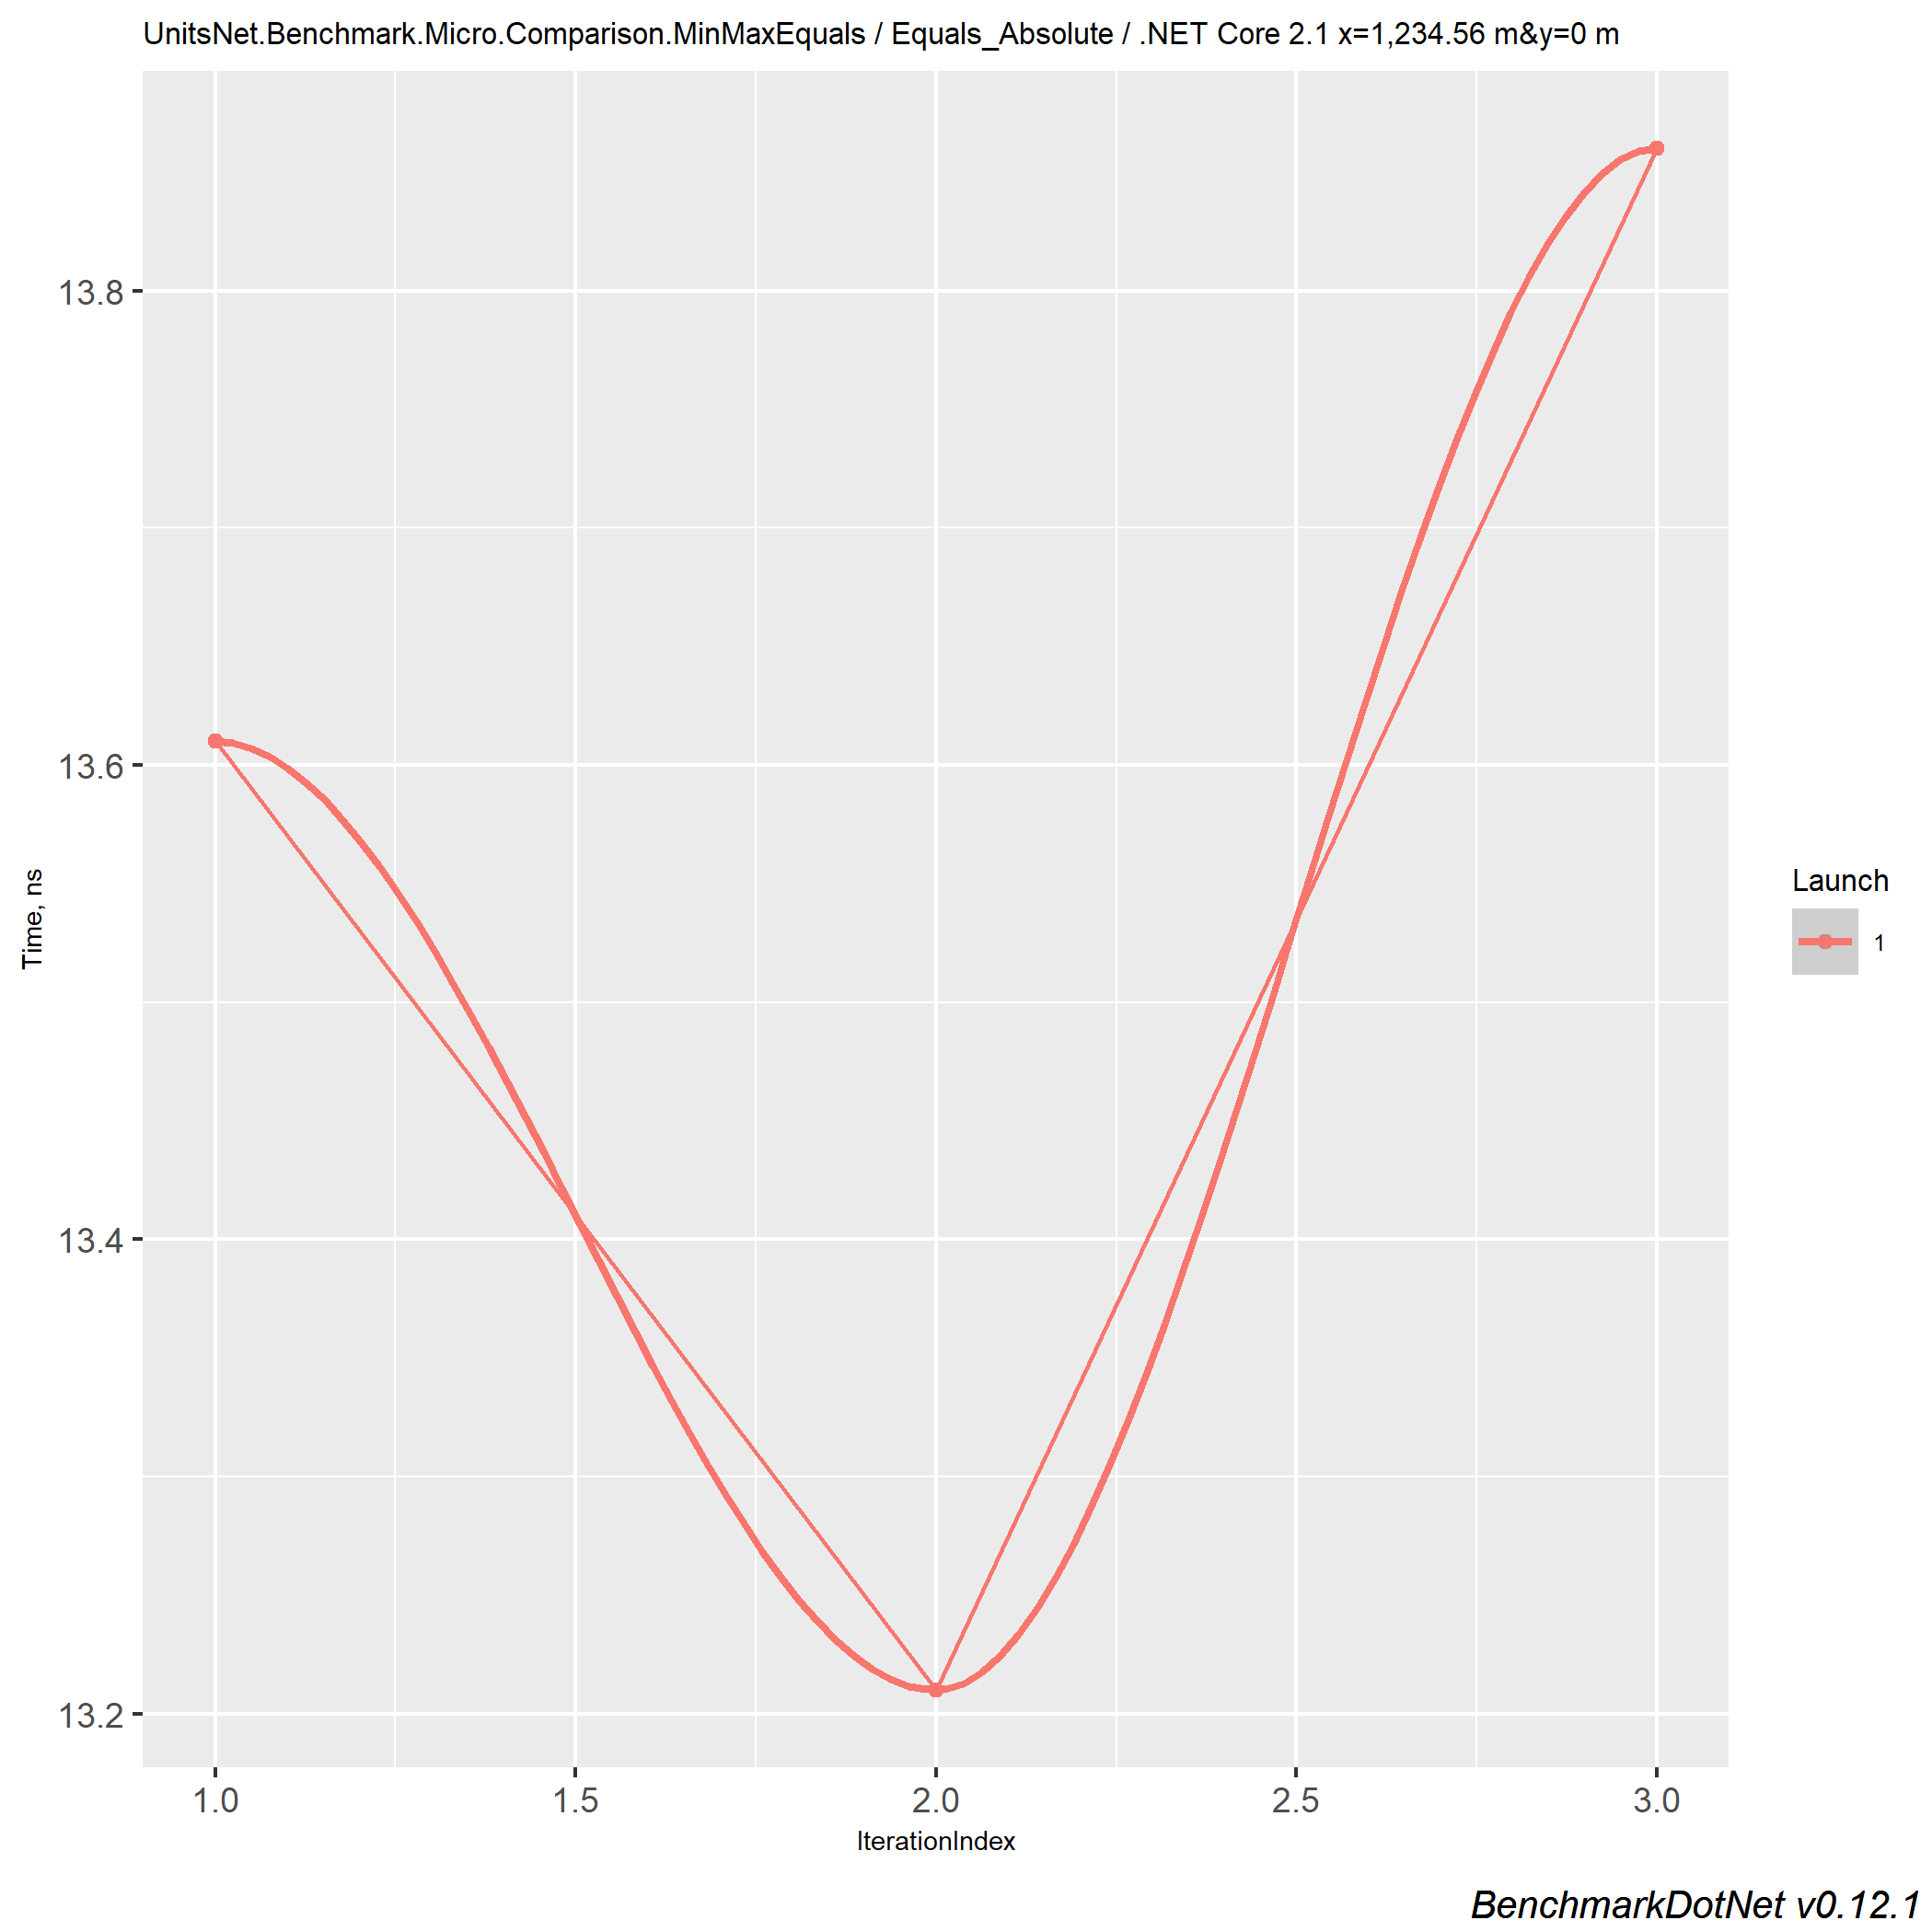 UnitsNet.Benchmark.Micro.Comparison.MinMaxEquals / Equals_Absolute / .NET Core 2.1 x=1,234.56 m&y=0 m
13.8
13.6
13.4
13.2
Time, ns
1.0 1.5 2.0 2.5 3.0
IterationIndex
Launch
1
BenchmarkDotNet v0.12.1